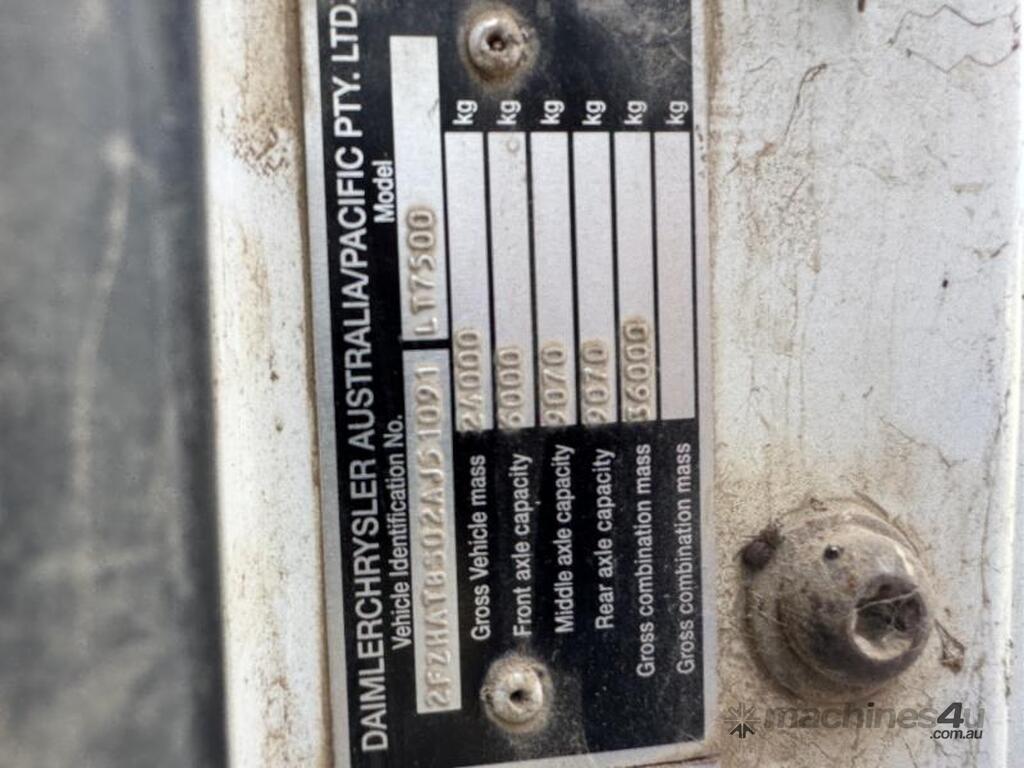 DAIMLERCHRYSLER AUSTRALIA/PACIFIC PTY. LTD.
Vehicle Identification No. Model
2FZHATBS02AJ51091 LT7500
Gross Vehicle mass 24000 kg
Front axle capacity 6000 kg
Middle axle capacity 9070 kg
Rear axle capacity 9070 kg
Gross combination mass 36000 kg
Gross combination mass kg
machines4u
.com.au